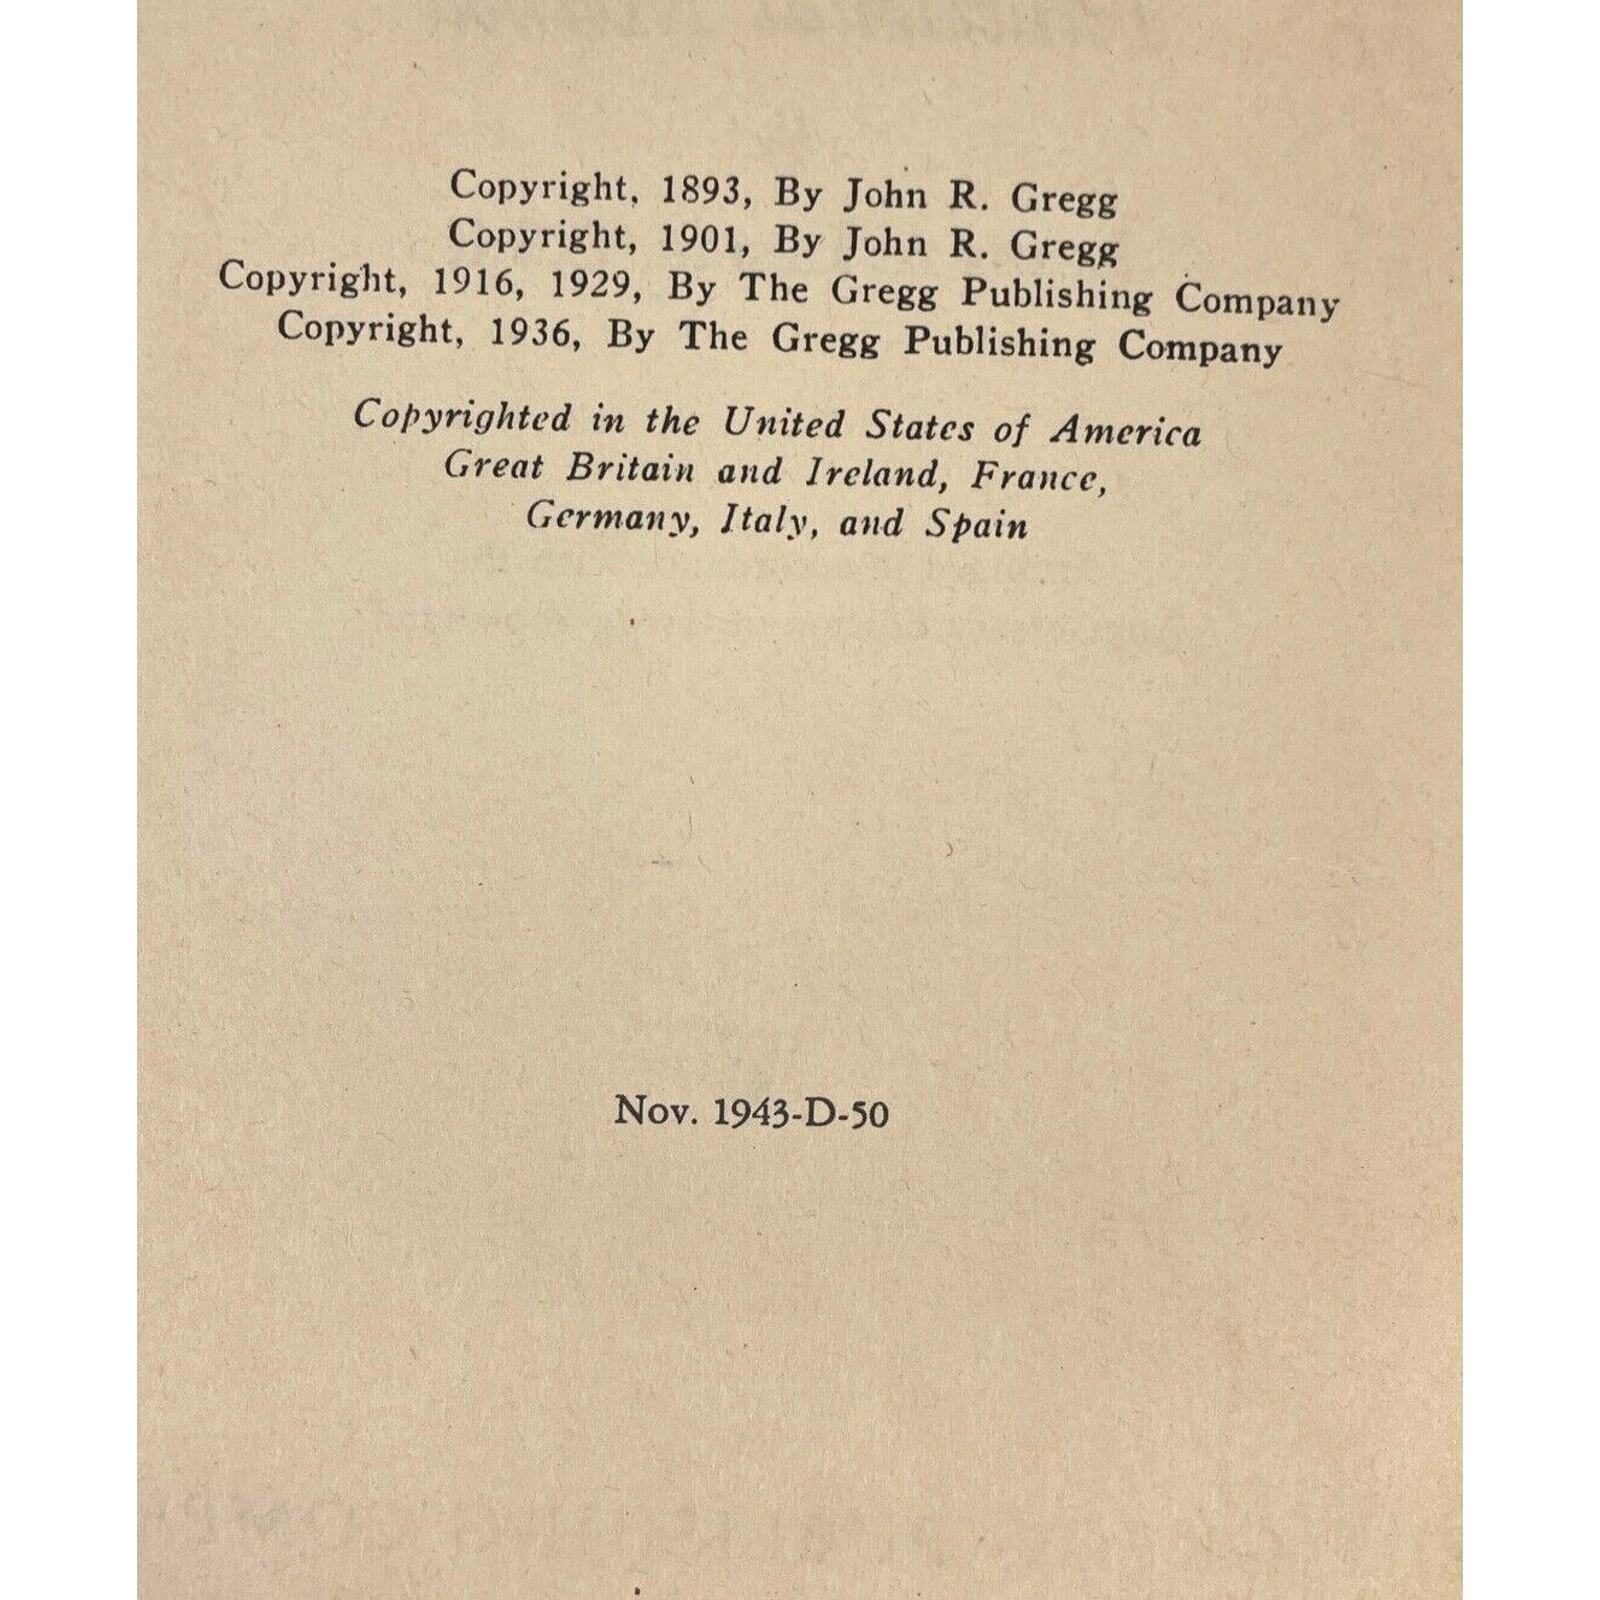 Copyright, 1893, By John R. Gregg
Copyright, 1901, By John R. Gregg
Copyright, 1916, 1929, By The Gregg Publishing Company
Copyright, 1936, By The Gregg Publishing Company
Copyrighted in the United States of America
Great Britain and Ireland, France,
Germany, Italy, and Spain
Nov. 1943-D-50